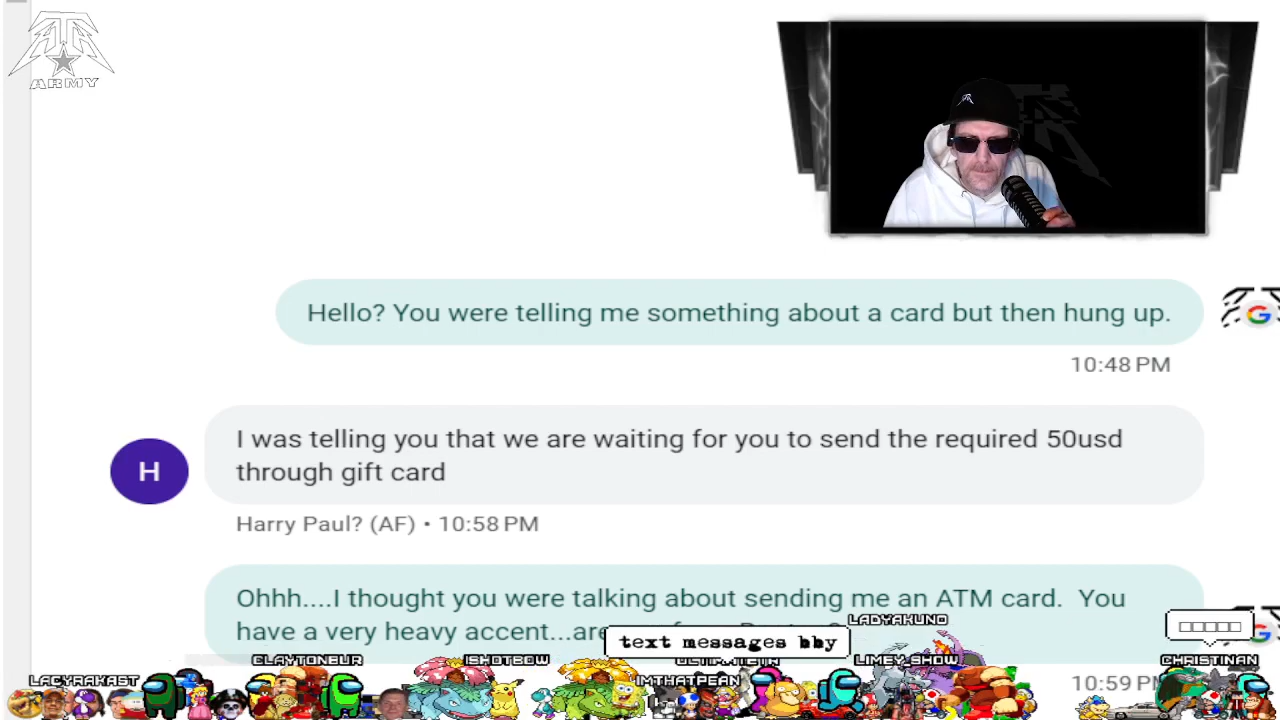 ARMY
Hello? You were telling me something about a card but then hung up.
10:48 PM
I was telling you that we are waiting for you to send the required 50usd
through gift card
H
Harry Paul? (AF) • 10:58 PM
Ohhh....I thought you were talking about sending me an ATM card. You
have a very heavy accent...are
text messages bby
LADYAKUNO
CLAYTONBUR
ISHOTBOW
LIMEY_SHOW
CHRISTINAN
LACYRAKAST
IMTHATPEAN
10:59